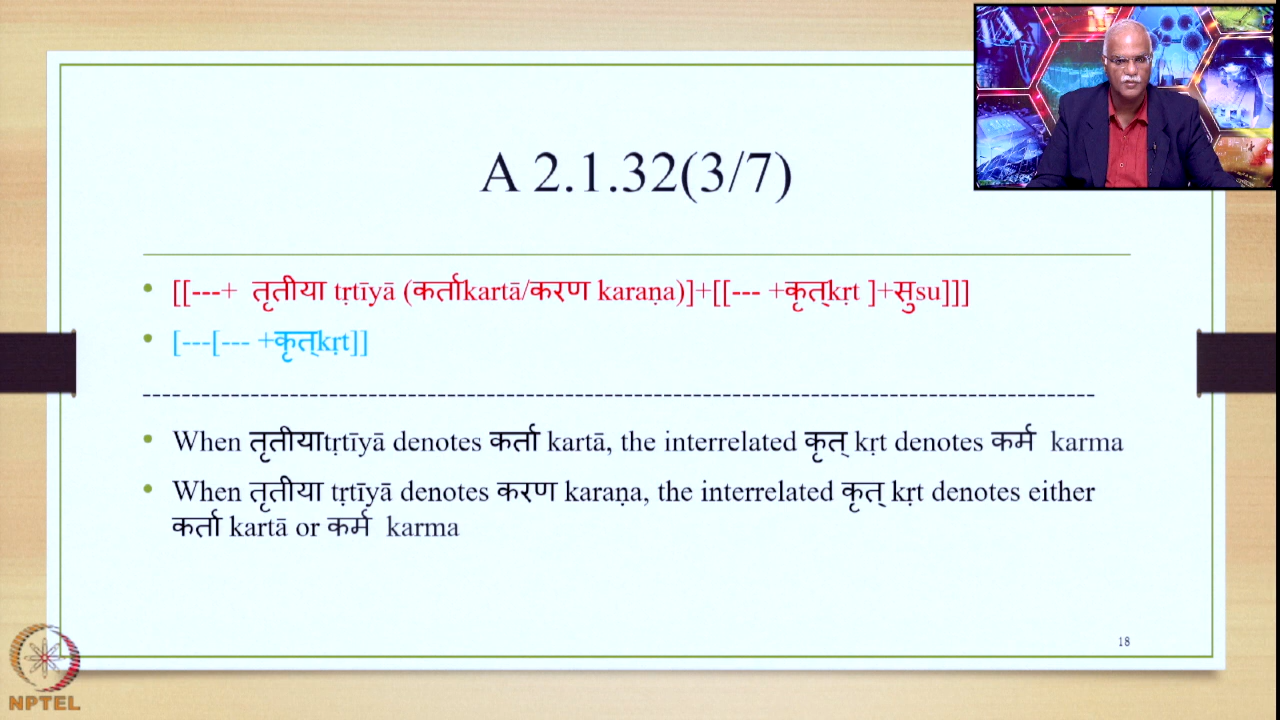 A 2.1.32(3/7)
[[---+ तृतीया tṛtīyā (कर्ताkartā/करण karaṇa)]+[[--- +कृत्kṛt ]+सुsu]]]
[---[--- +कृत्kṛt]]
When तृतीयाtṛtīyā denotes कर्ता kartā, the interrelated कृत् kṛt denotes कर्म karma
When तृतीया tṛtīyā denotes करण karaṇa, the interrelated कृत् kṛt denotes either
कर्ता kartā or कर्म karma
18
NPTEL